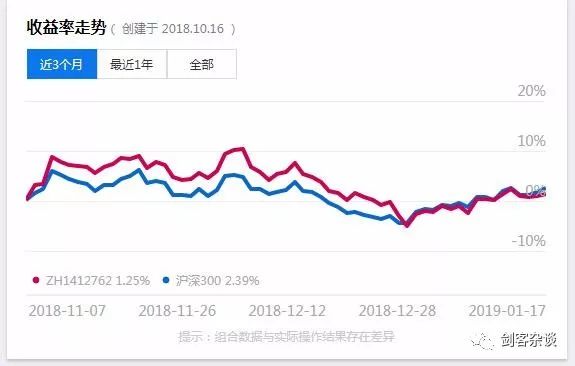 收益率走势 ( 创建于 2018.10.16 )
近3个月 最近1年 全部
20%
10%
0%
-10%
ZH1412762 1.25% 沪深300 2.39%
2018-11-07 2018-11-26 2018-12-12 2018-12-28 2019-01-17
提示：组合数据与实际操作结果存在差异
剑客杂谈